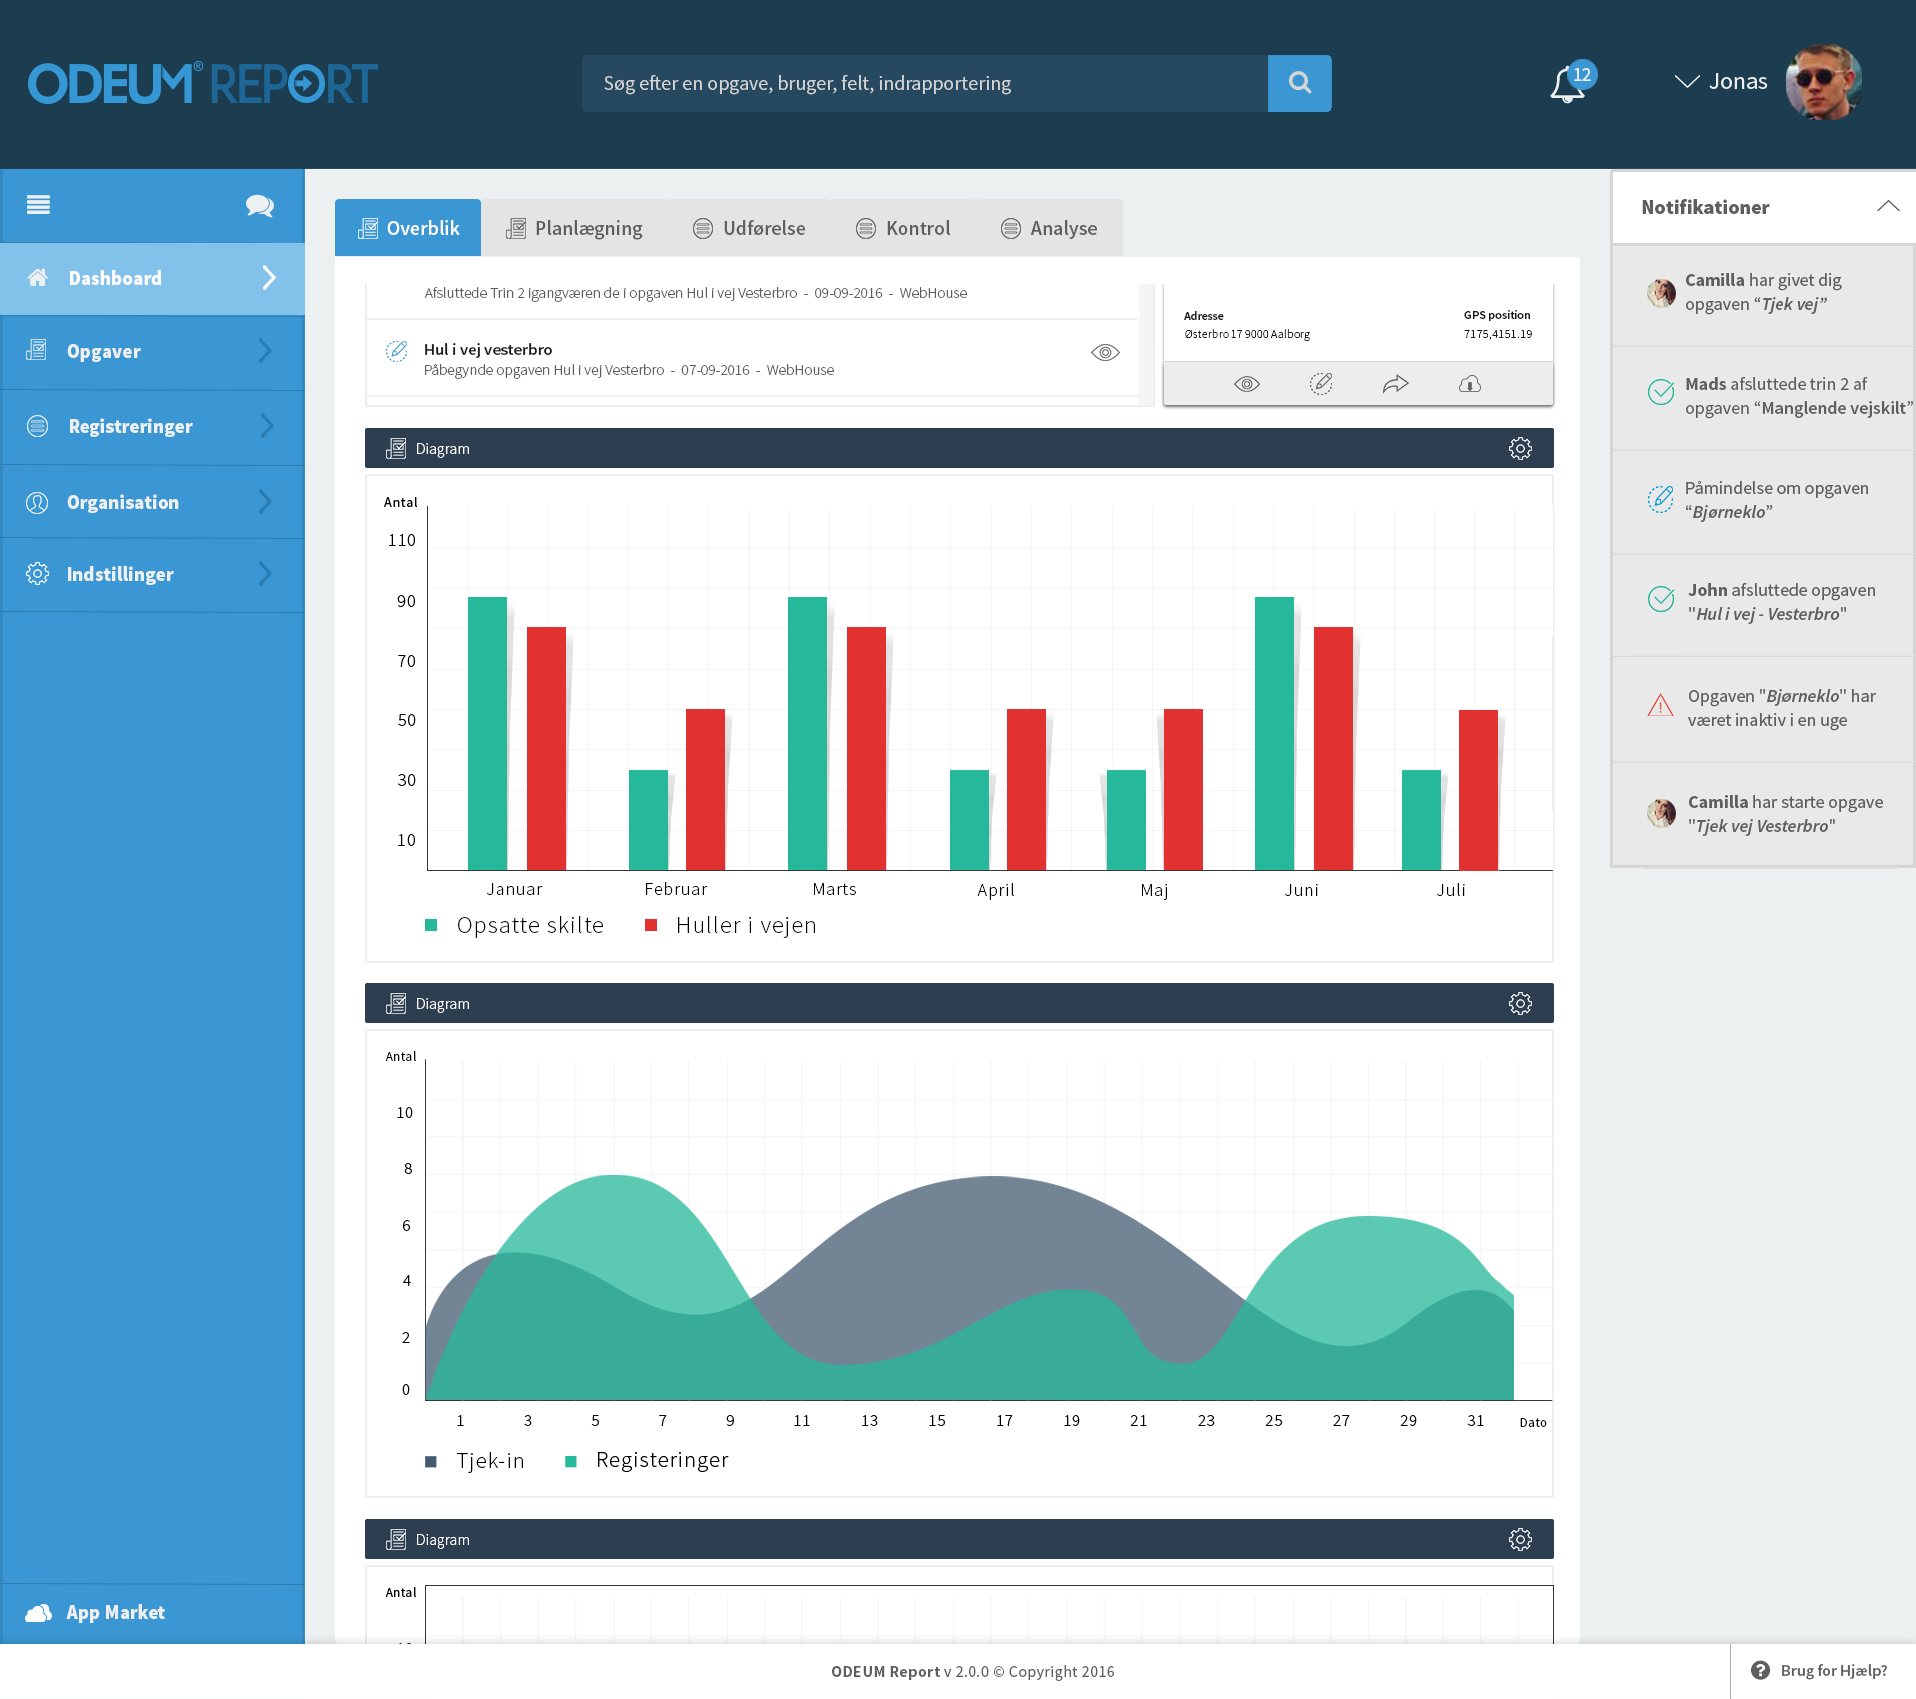 ODEUM® REPORT
Søg efter en opgave, bruger, felt, indrapportering
12
Jonas
Dashboard
Opgaver
Registreringer
Organisation
Indstillinger
App Market
Overblik
Planlægning
Udførelse
Kontrol
Analyse
Afsluttede Trin 2 igangværen de i opgaven Hul i vej Vesterbro - 09-09-2016 - WebHouse
Hul i vej vesterbro
Påbegynde opgaven Hul i vej Vesterbro - 07-09-2016 - WebHouse
Adresse
Østerbro 17 9000 Aalborg
GPS position
7175,4151.19
Diagram
Antal
110
90
70
50
30
10
Januar Februar Marts April Maj Juni Juli
Opsatte skilte Huller i vejen
Diagram
Antal
10
8
6
4
2
0
1 3 5 7 9 11 13 15 17 19 21 23 25 27 29 31 Dato
Tjek-in Registeringer
Diagram
Antal
Notifikationer
Camilla har givet dig
opgaven “Tjek vej”
Mads afsluttede trin 2 af
opgaven “Manglende vejskilt”
Påmindelse om opgaven
“Bjørneklo”
John afsluttede opgaven
"Hul i vej - Vesterbro"
Opgaven "Bjørneklo" har
været inaktiv i en uge
Camilla har starte opgave
"Tjek vej Vesterbro"
ODEUM Report v 2.0.0 © Copyright 2016
Brug for Hjælp?